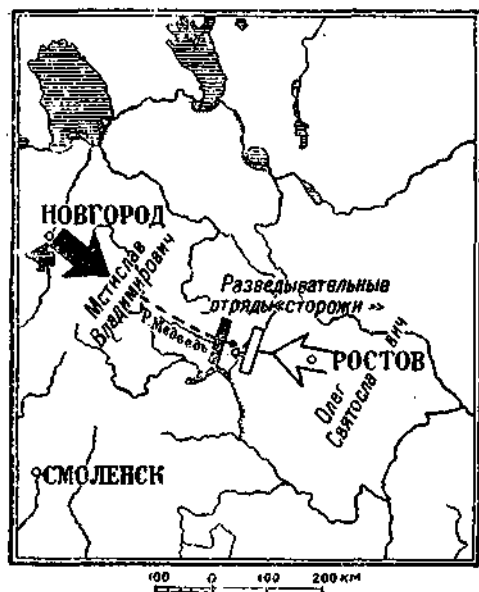 НОВГОРОД
Мстислав
Владимирович
Разведывательные
отряды «сторожи»
р. Медведь
РОСТОВ
Олег
Святославич
СМОЛЕНСК
100 0 100 200 КМ